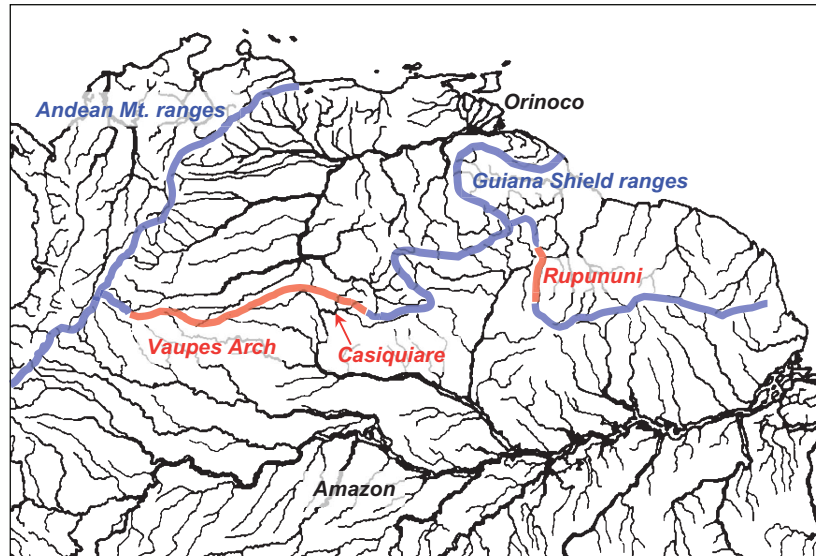 Orinoco
Andean Mt. ranges
Guiana Shield ranges
Rupununi
Vaupes Arch
Casiquiare
Amazon